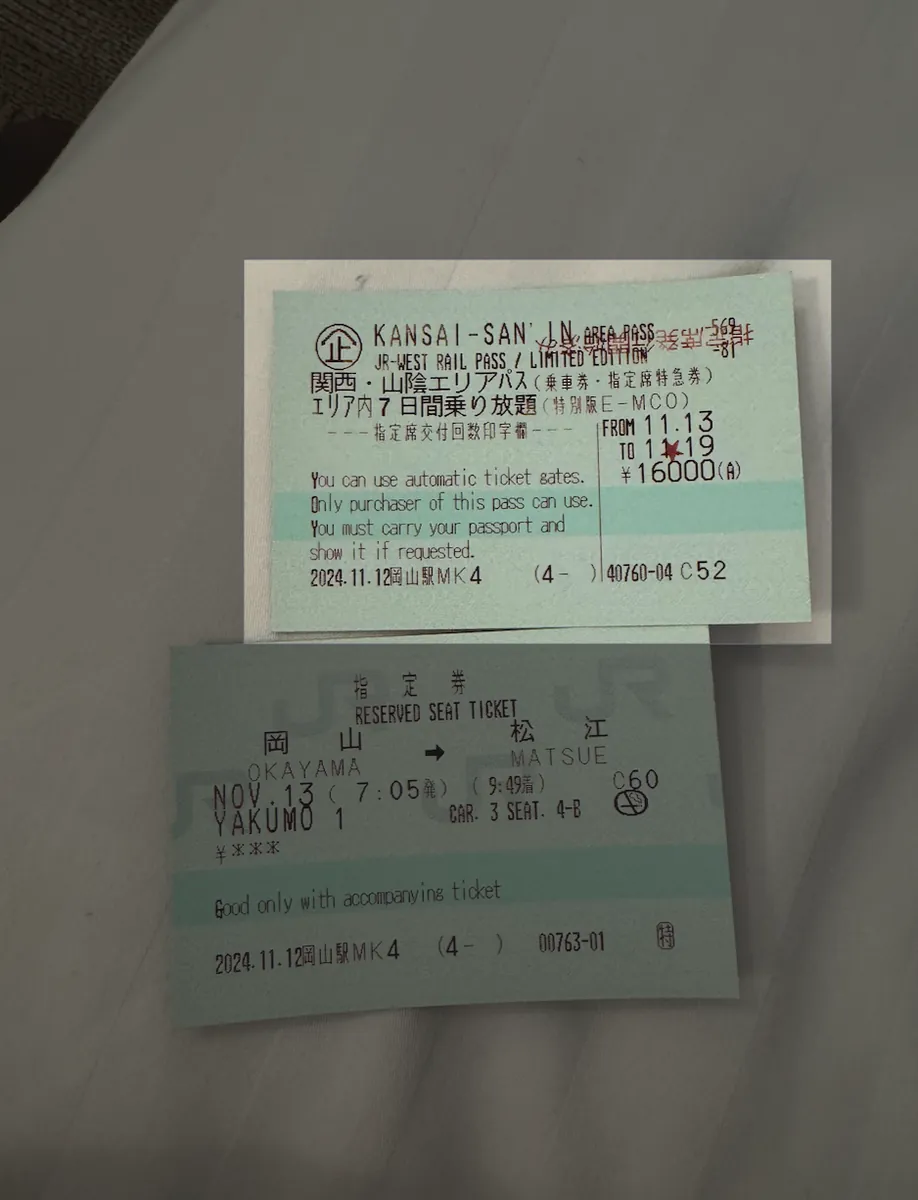 企 KANSAI-SAN'IN AREA PASS -569
JR-WEST RAIL PASS / LIMITED EDITION -81
関西・山陰エリアパス(乗車券・指定席特急券)
エリア内7日間乗り放題(特別版E-MCO)
---指定席交付回数印字欄---
FROM 11.13
TO 11.19
¥16000(A)
You can use automatic ticket gates.
Only purchaser of this pass can use.
You must carry your passport and
show it if requested.
2024.11.12岡山駅MK4 (4- ) 40760-04 C52
指定券
RESERVED SEAT TICKET
岡山 ➡ 松江
OKAYAMA MATSUE
NOV.13 ( 7:05発) ( 9:49着) C60
YAKUMO 1 CAR. 3 SEAT. 4-B
¥***
Good only with accompanying ticket
2024.11.12岡山駅MK4 (4- ) 00763-01 特